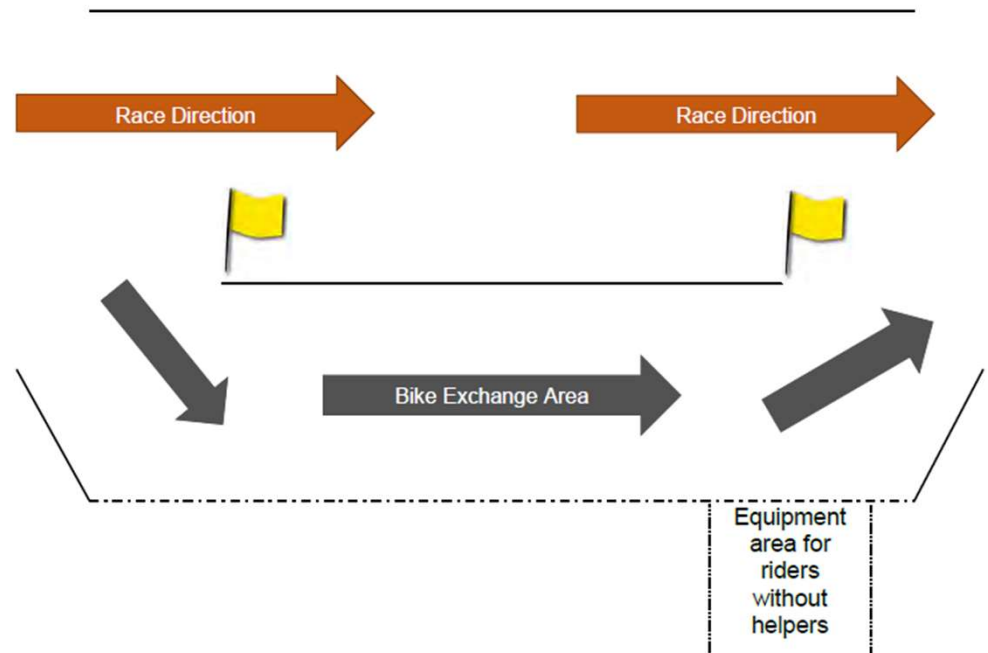 Race Direction
Race Direction
Bike Exchange Area
Equipment
area for
riders
without
helpers